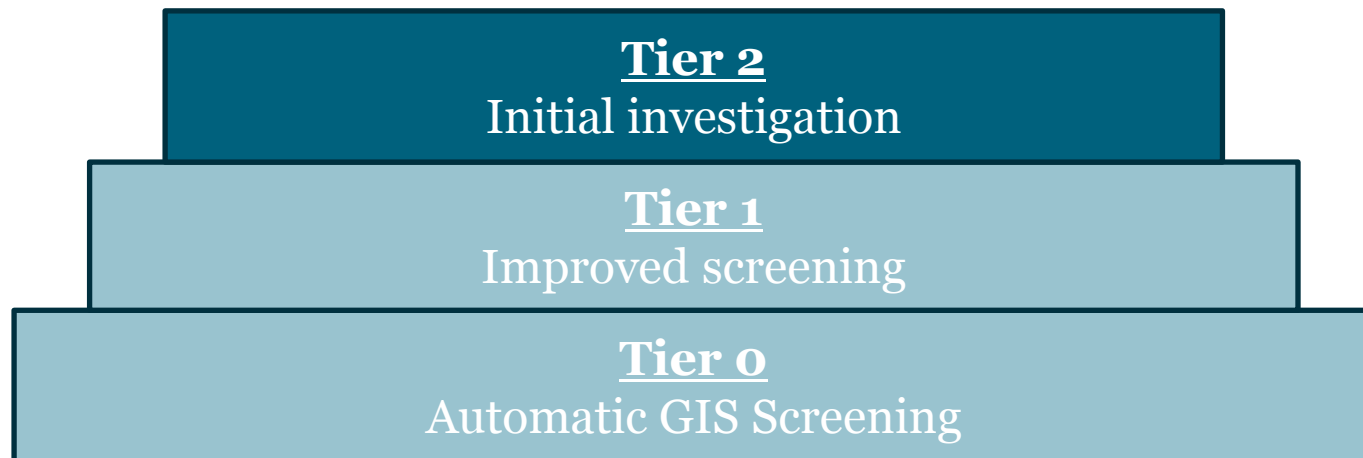 Tier 2
Initial investigation
Tier 1
Improved screening
Tier 0
Automatic GIS Screening